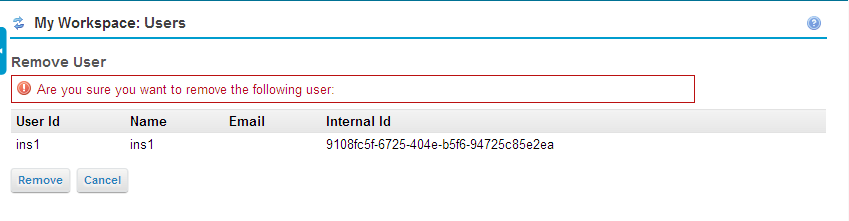 My Workspace: Users
Remove User
Are you sure you want to remove the following user:
User Id Name Email Internal Id
ins1 ins1 9108fc5f-6725-404e-b5f6-94725c85e2ea
Remove Cancel